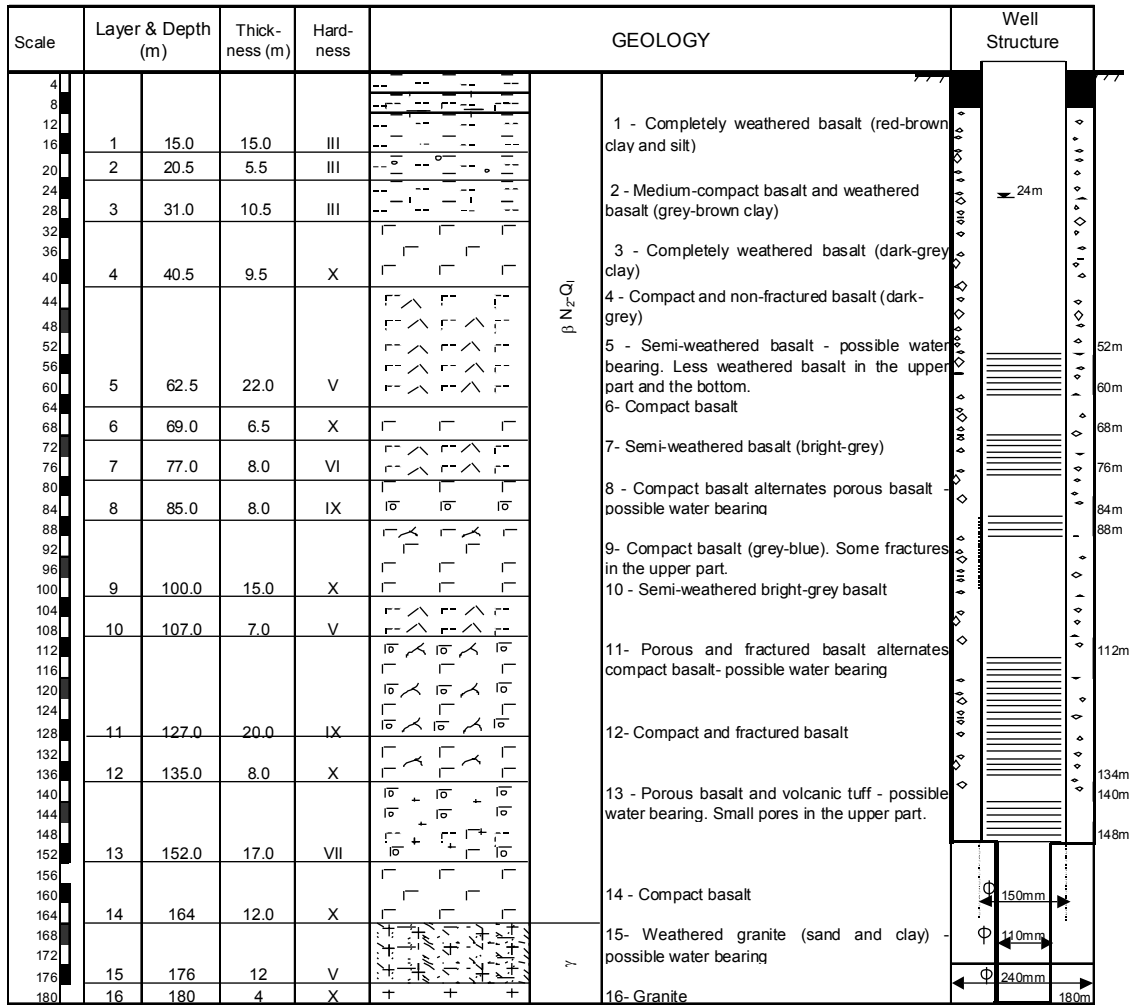 Scale Layer & Depth (m) Thick-ness (m) Hard-ness GEOLOGY Well Structure
4
8
12
16 1 15.0 15.0 III
1 - Completely weathered basalt (red-brown
clay and silt)
20 2 20.5 5.5 III
24
28 3 31.0 10.5 III
2 - Medium-compact basalt and weathered
basalt (grey-brown clay)
24m
32
36
40 4 40.5 9.5 X
3 - Completely weathered basalt (dark-grey
clay)
44
48
52
56
60 5 62.5 22.0 V
β N₂-Qᵢ
4 - Compact and non-fractured basalt (dark-
grey)
5 - Semi-weathered basalt - possible water
bearing. Less weathered basalt in the upper
part and the bottom.
52m
60m
64
68 6 69.0 6.5 X
6- Compact basalt
68m
72
76 7 77.0 8.0 VI
7- Semi-weathered basalt (bright-grey)
76m
80
84 8 85.0 8.0 IX
8 - Compact basalt alternates porous basalt -
possible water bearing
84m
88m
88
92
96
100 9 100.0 15.0 X
9- Compact basalt (grey-blue). Some fractures
in the upper part.
104
108 10 107.0 7.0 V
10 - Semi-weathered bright-grey basalt
112
116
120
124
128 11 127.0 20.0 IX
11- Porous and fractured basalt alternates
compact basalt- possible water bearing
112m
132
136 12 135.0 8.0 X
12- Compact and fractured basalt
134m
140
144
148
152 13 152.0 17.0 VII
13 - Porous basalt and volcanic tuff - possible
water bearing. Small pores in the upper part.
140m
148m
156
160
164 14 164 12.0 X
14 - Compact basalt
ϕ 150mm
168
172
176 15 176 12 V
γ
15- Weathered granite (sand and clay) -
possible water bearing
ϕ 110mm
180 16 180 4 X
16- Granite
ϕ 240mm
180m